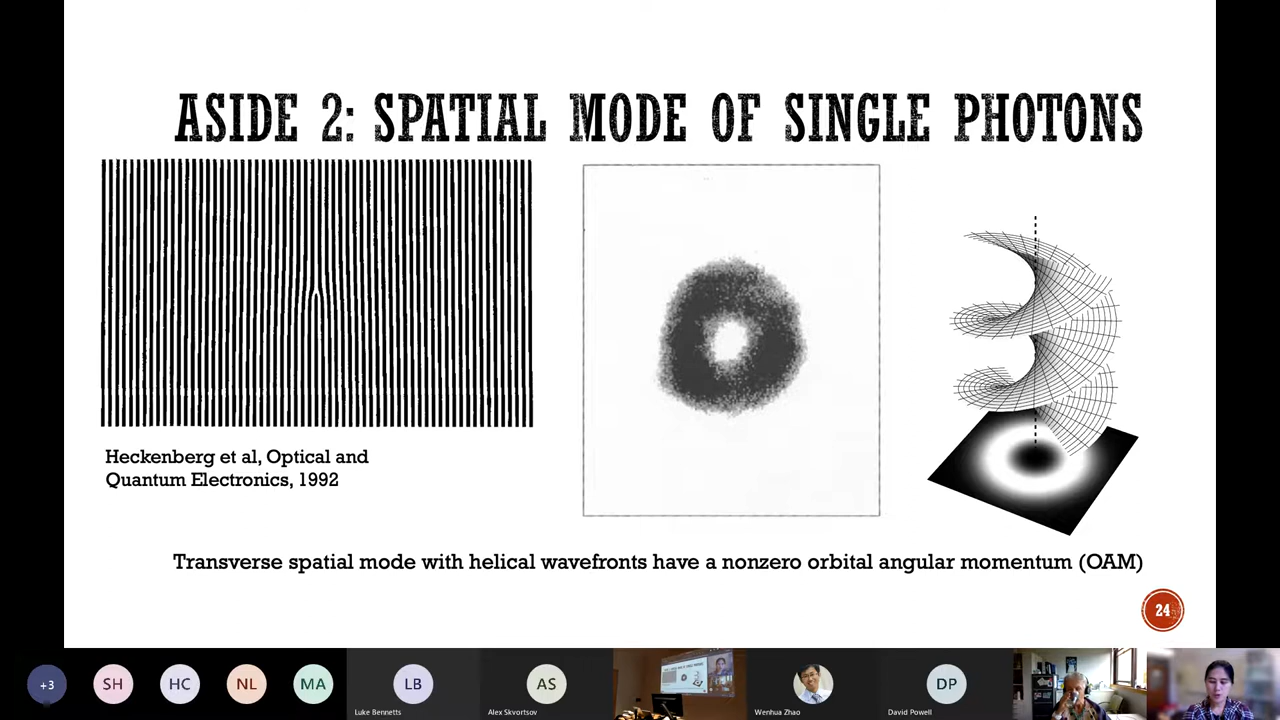 ASIDE 2: SPATIAL MODE OF SINGLE PHOTONS
Heckenberg et al, Optical and
Quantum Electronics, 1992
Transverse spatial mode with helical wavefronts have a nonzero orbital angular momentum (OAM)
24
+3
SH
HC
NL
MA
LB
AS
DP
Luke Bennetts
Alex Skvortsov
Wenhua Zhao
David Powell